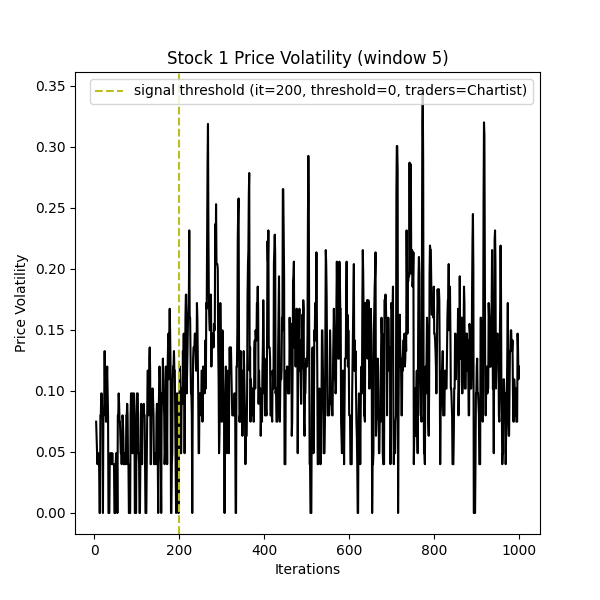 Stock 1 Price Volatility (window 5)
signal threshold (it=200, threshold=0, traders=Chartist)
Price Volatility
0.35
0.30
0.25
0.20
0.15
0.10
0.05
0.00
0 200 400 600 800 1000
Iterations